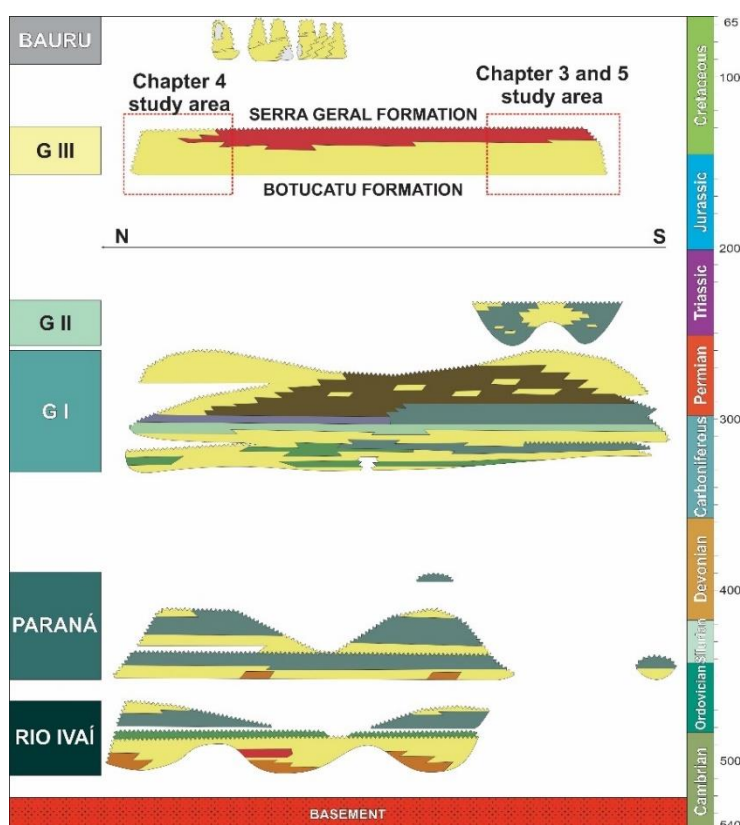 BAURU
65
100
Cretaceous
Chapter 4
study area
Chapter 3 and 5
study area
SERRA GERAL FORMATION
G III
BOTUCATU FORMATION
Jurassic
N
S
200
Triassic
G II
G I
Permian
300
Carboniferous
Devonian
400
PARANÁ
Silurian
Ordovician
RIO IVAÍ
500
Cambrian
BASEMENT
540